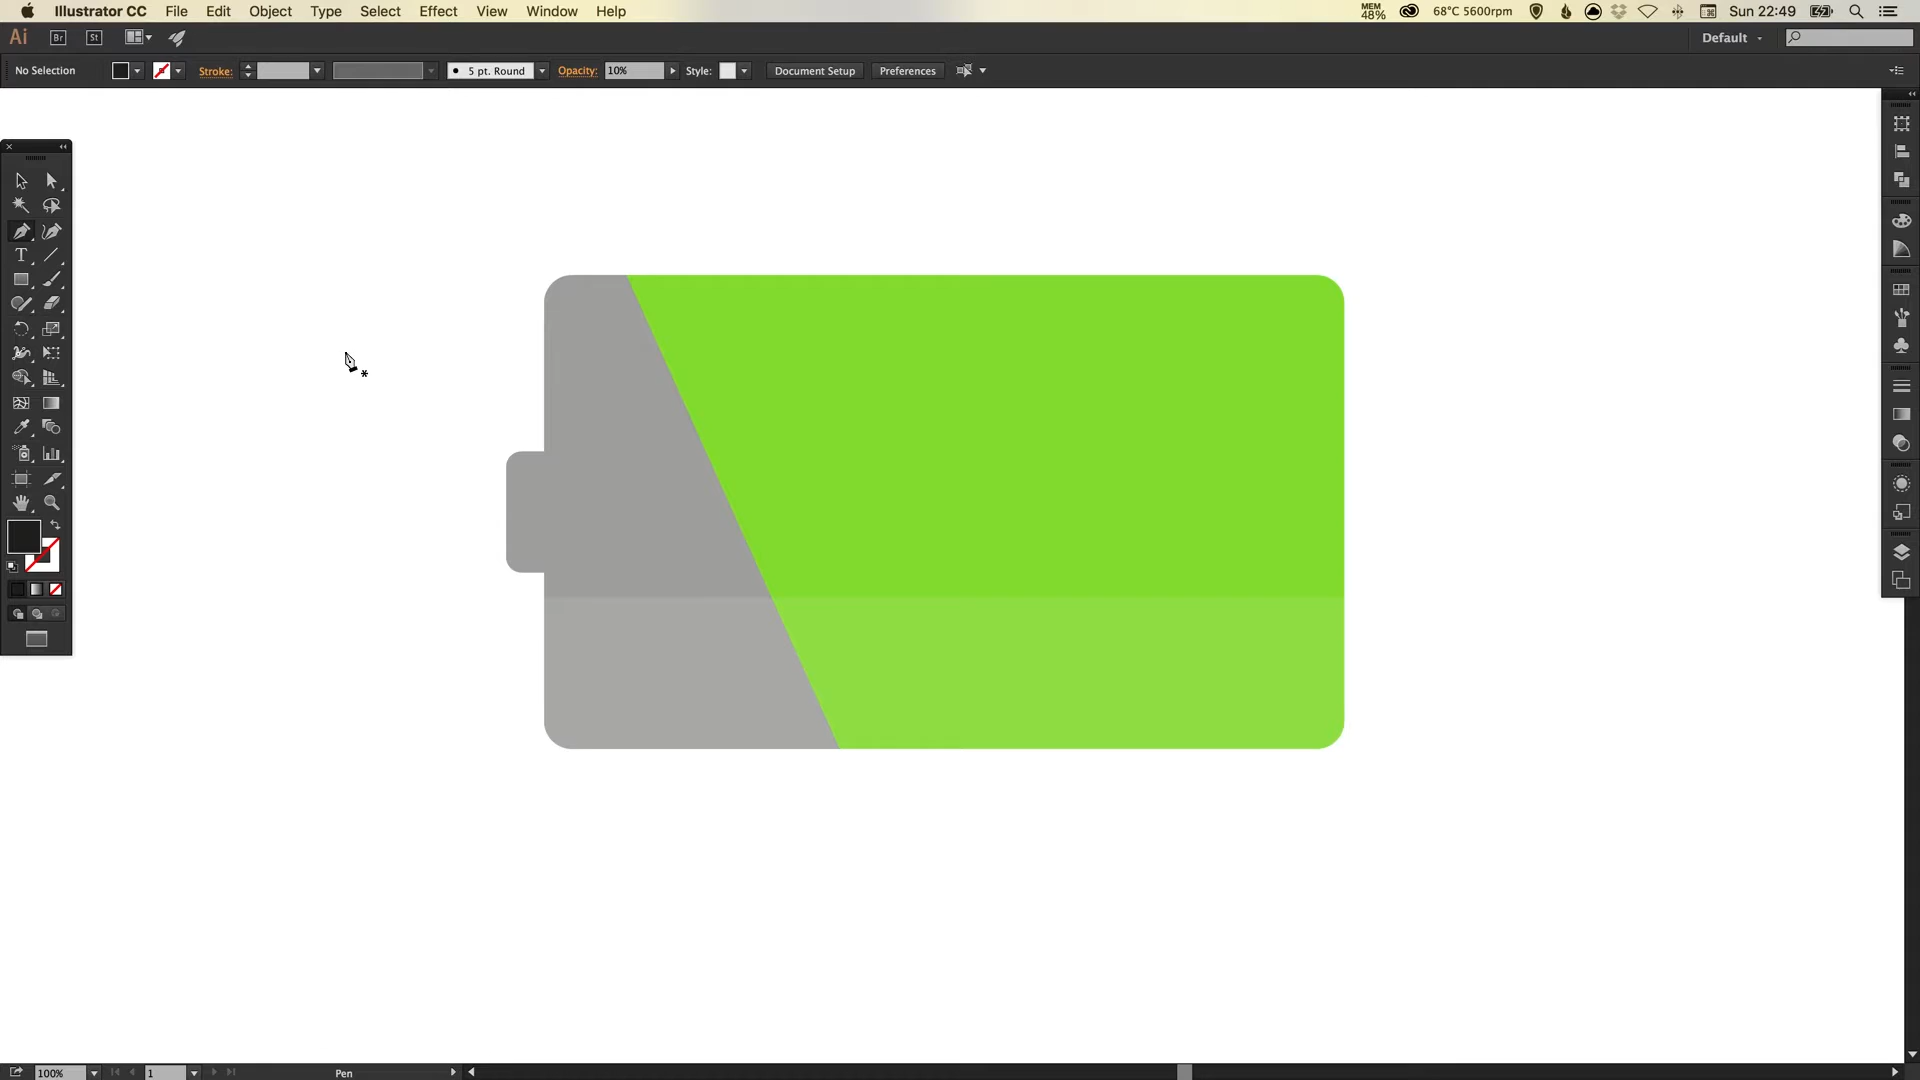 Illustrator CC File Edit Object Type Select Effect View Window Help MEM 48% 68°C 5600rpm Sun 22:49
Ai Br St Default
No Selection Stroke: 5 pt. Round Opacity: 10% Style: Document Setup Preferences
T
100% 1 Pen